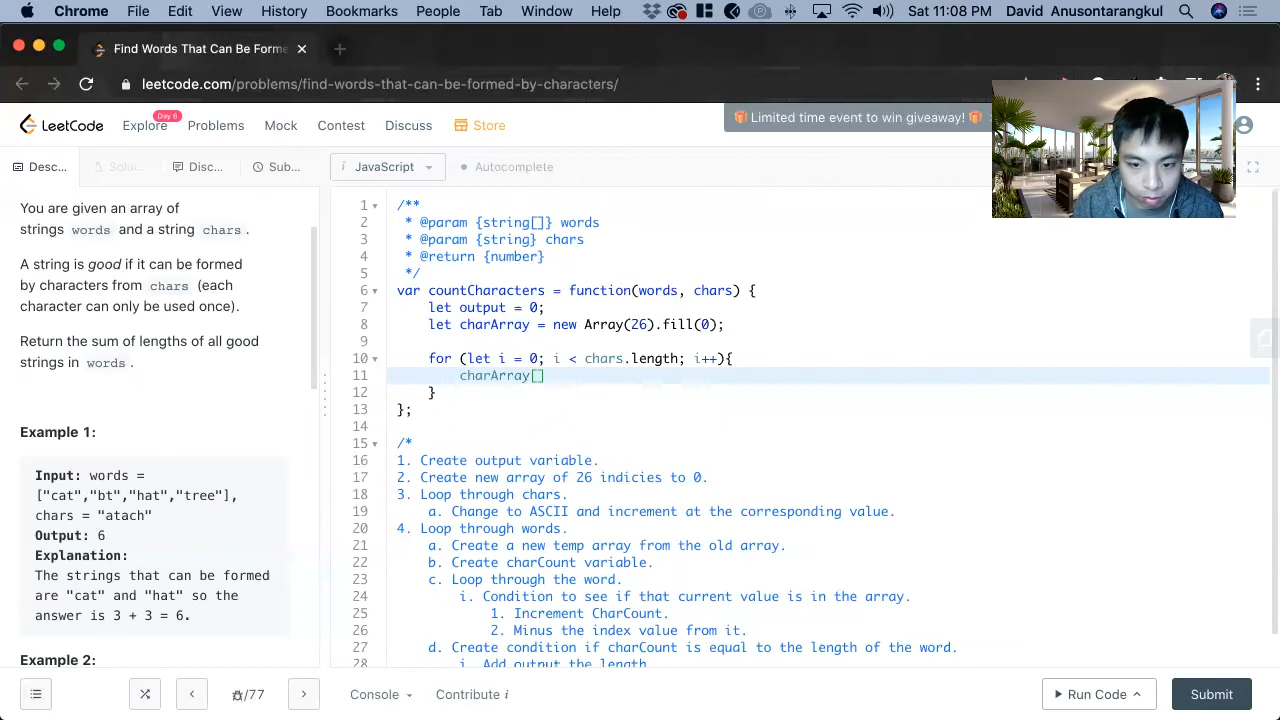 Chrome File Edit View History Bookmarks People Tab Window Help Sat 11:08 PM David Anusontarangkul
Find Words That Can Be Forme
leetcode.com/problems/find-words-that-can-be-formed-by-characters/
LeetCode Explore Day 6 Problems Mock Contest Discuss Store
Limited time event to win giveaway!
Desc... Solu... Disc... Sub...
i JavaScript Autocomplete
You are given an array of
strings words and a string chars.
A string is good if it can be formed
by characters from chars (each
character can only be used once).
Return the sum of lengths of all good
strings in words.
Example 1:
Input: words =
["cat","bt","hat","tree"],
chars = "atach"
Output: 6
Explanation:
The strings that can be formed
are "cat" and "hat" so the
answer is 3 + 3 = 6.
Example 2:
1 /**
2 * @param {string[]} words
3 * @param {string} chars
4 * @return {number}
5 */
6 var countCharacters = function(words, chars) {
7 let output = 0;
8 let charArray = new Array(26).fill(0);
9
10 for (let i = 0; i < chars.length; i++){
11 charArray[]
12 }
13 };
14
15 /*
16 1. Create output variable.
17 2. Create new array of 26 indicies to 0.
18 3. Loop through chars.
19 a. Change to ASCII and increment at the corresponding value.
20 4. Loop through words.
21 a. Create a new temp array from the old array.
22 b. Create charCount variable.
23 c. Loop through the word.
24 i. Condition to see if that current value is in the array.
25 1. Increment CharCount.
26 2. Minus the index value from it.
27 d. Create condition if charCount is equal to the length of the word.
28 i. Add output the length
/77
Console Contribute i
Run Code Submit